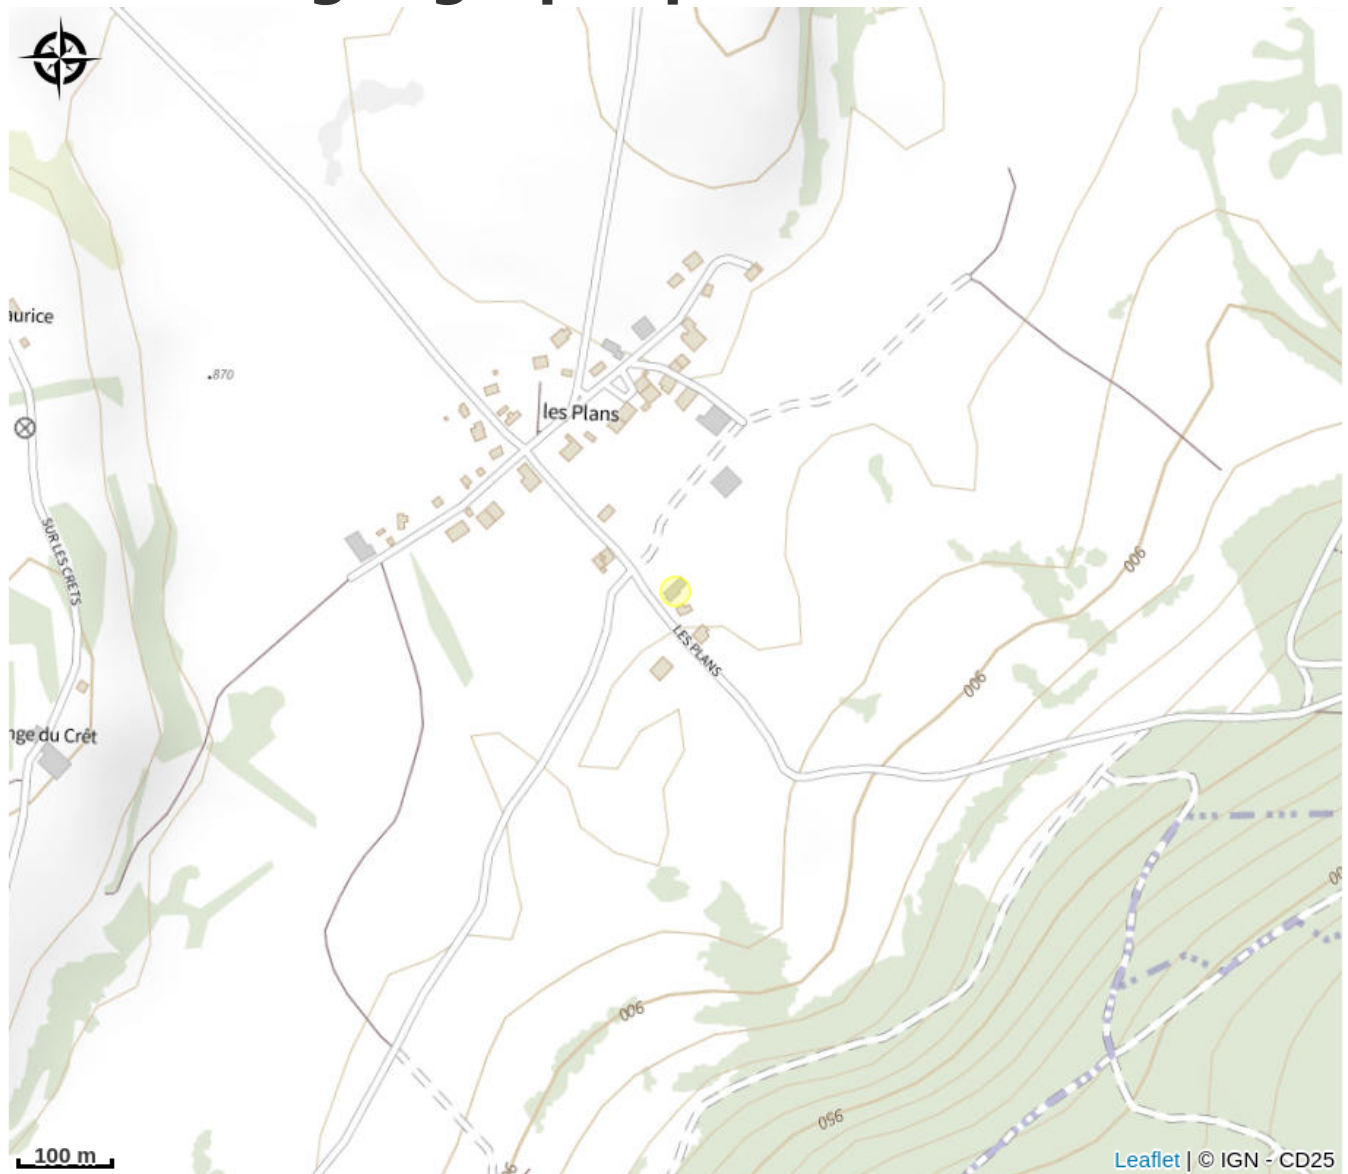 aurice
870
les Plans
SUR LES CRETS
LES PLANS
900
900
nge du Crêt
900
950
100 m
Leaflet | © IGN - CD25